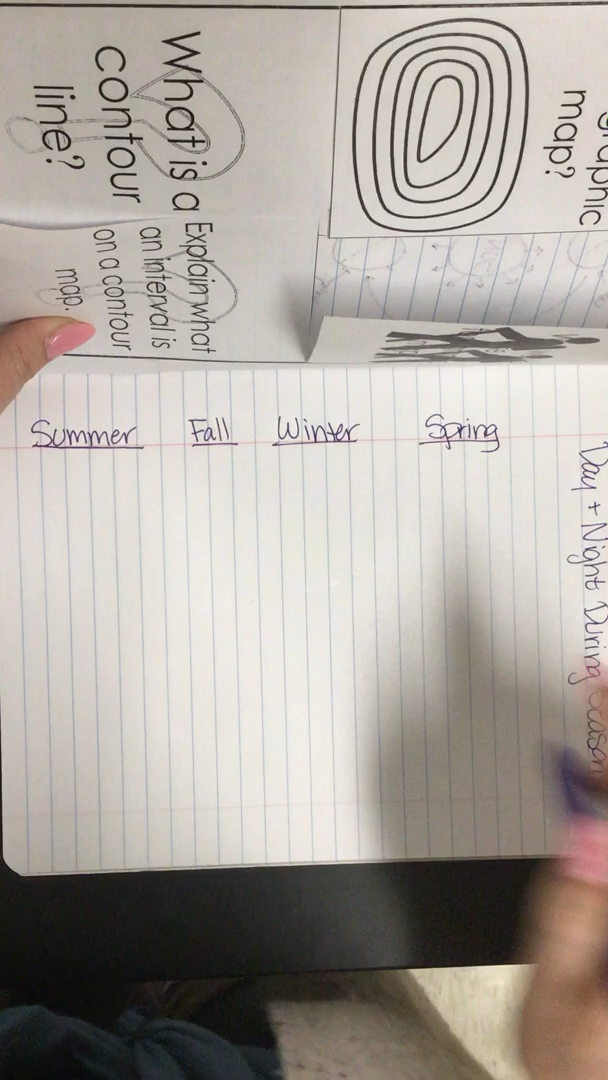 graphic
map?
What is a
contour
line?
Explain what
an interval is
on a contour
map.
Summer Fall Winter Spring
Day + Night During